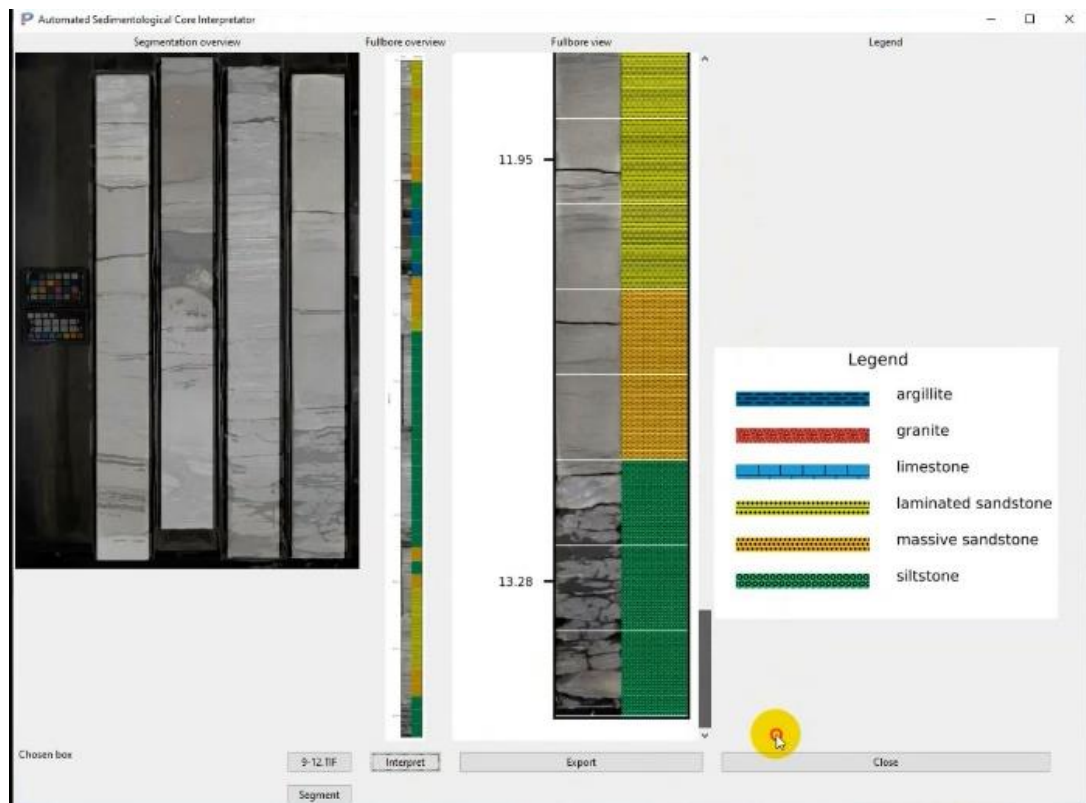 Automated Sedimentological Core Interpretator
Segmentation overview
Fullbore overview
Fullbore view
Legend
11.95
13.28
Legend
argillite
granite
limestone
laminated sandstone
massive sandstone
siltstone
Chosen box
9-12.TIF
Interpret
Export
Close
Segment